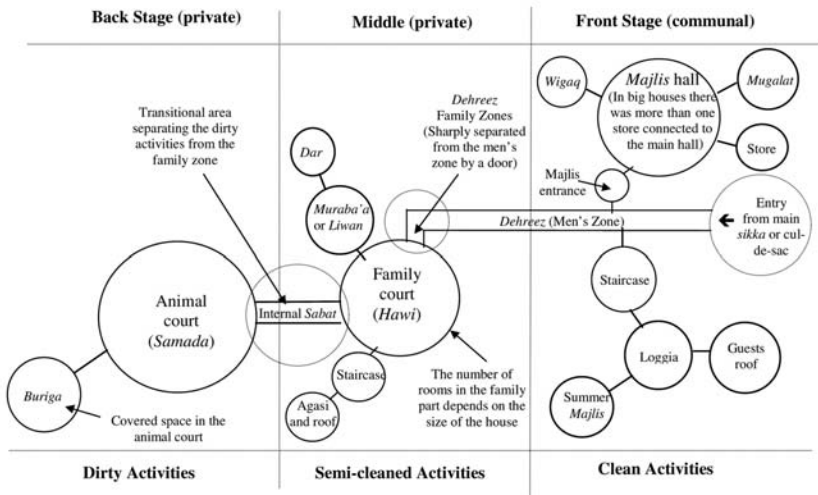 Back Stage (private)
Middle (private)
Front Stage (communal)
Transitional area
separating the dirty
activities from the
family zone
Animal
court
(Samada)
Buriga
Covered space in the
animal court
Internal Sabat
Dehreez
Family Zones
(Sharply separated
from the men's
zone by a door)
Dar
Muraba'a
or Liwan
Family
court
(Hawi)
Staircase
Agasi
and roof
The number of
rooms in the family
part depends on the
size of the house
Wigaq
Majlis hall
(In big houses there
was more than one
store connected to
the main hall)
Mugalat
Store
Majlis
entrance
Dehreez (Men's Zone)
Entry
from main
sikka or cul-
de-sac
Staircase
Loggia
Guests
roof
Summer
Majlis
Dirty Activities
Semi-cleaned Activities
Clean Activities